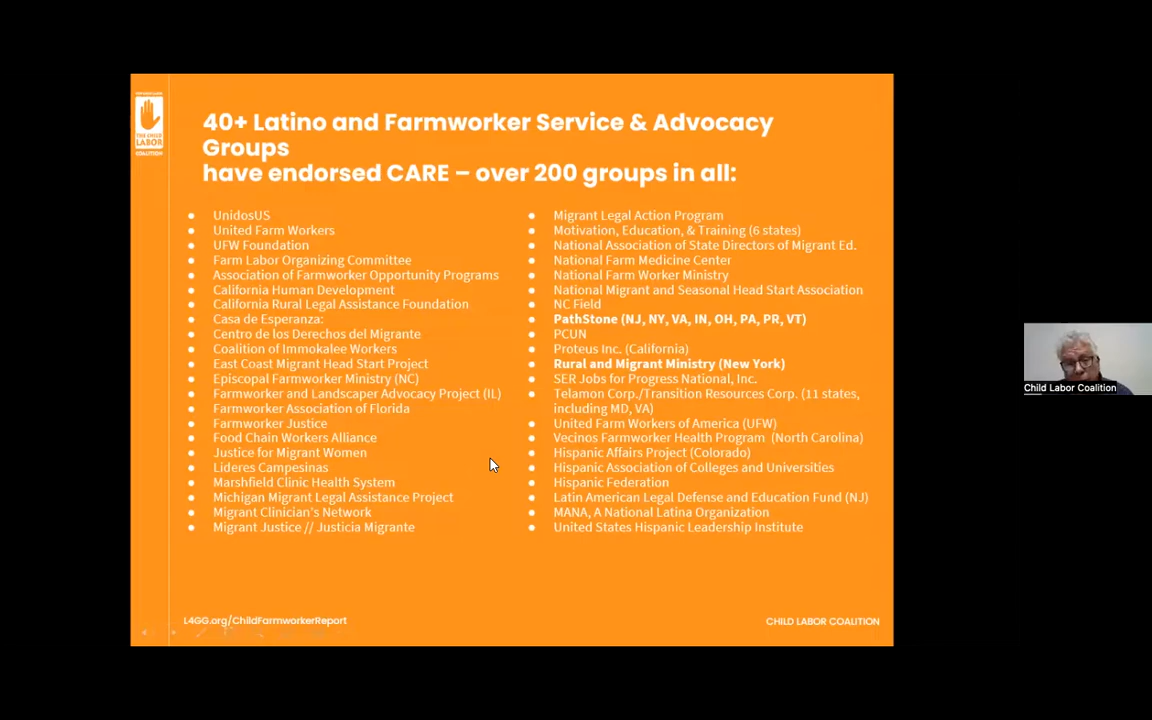 THE CHILD
LABOR
COALITION
40+ Latino and Farmworker Service & Advocacy
Groups
have endorsed CARE – over 200 groups in all:
● UnidosUS
● United Farm Workers
● UFW Foundation
● Farm Labor Organizing Committee
● Association of Farmworker Opportunity Programs
● California Human Development
● California Rural Legal Assistance Foundation
● Casa de Esperanza:
● Centro de los Derechos del Migrante
● Coalition of Immokalee Workers
● East Coast Migrant Head Start Project
● Episcopal Farmworker Ministry (NC)
● Farmworker and Landscaper Advocacy Project (IL)
● Farmworker Association of Florida
● Farmworker Justice
● Food Chain Workers Alliance
● Justice for Migrant Women
● Lideres Campesinas
● Marshfield Clinic Health System
● Michigan Migrant Legal Assistance Project
● Migrant Clinician's Network
● Migrant Justice // Justicia Migrante
● Migrant Legal Action Program
● Motivation, Education, & Training (6 states)
● National Association of State Directors of Migrant Ed.
● National Farm Medicine Center
● National Farm Worker Ministry
● National Migrant and Seasonal Head Start Association
● NC Field
● PathStone (NJ, NY, VA, IN, OH, PA, PR, VT)
● PCUN
● Proteus Inc. (California)
● Rural and Migrant Ministry (New York)
● SER Jobs for Progress National, Inc.
● Telamon Corp./Transition Resources Corp. (11 states,
including MD, VA)
● United Farm Workers of America (UFW)
● Vecinos Farmworker Health Program (North Carolina)
● Hispanic Affairs Project (Colorado)
● Hispanic Association of Colleges and Universities
● Hispanic Federation
● Latin American Legal Defense and Education Fund (NJ)
● MANA, A National Latina Organization
● United States Hispanic Leadership Institute
L4GG.org/ChildFarmworkerReport
CHILD LABOR COALITION
Child Labor Coalition